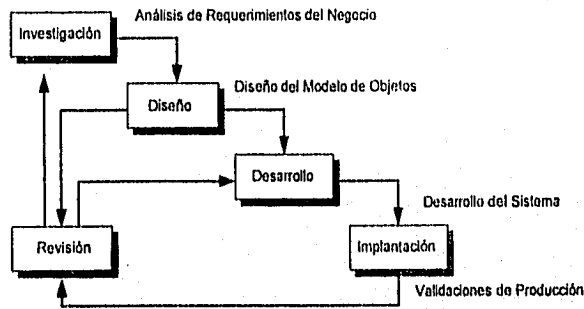 Análisis de Requerimientos del Negocio
Investigación
Diseño del Modelo de Objetos
Diseño
Desarrollo
Desarrollo del Sistema
Revisión
Implantación
Validaciones de Producción